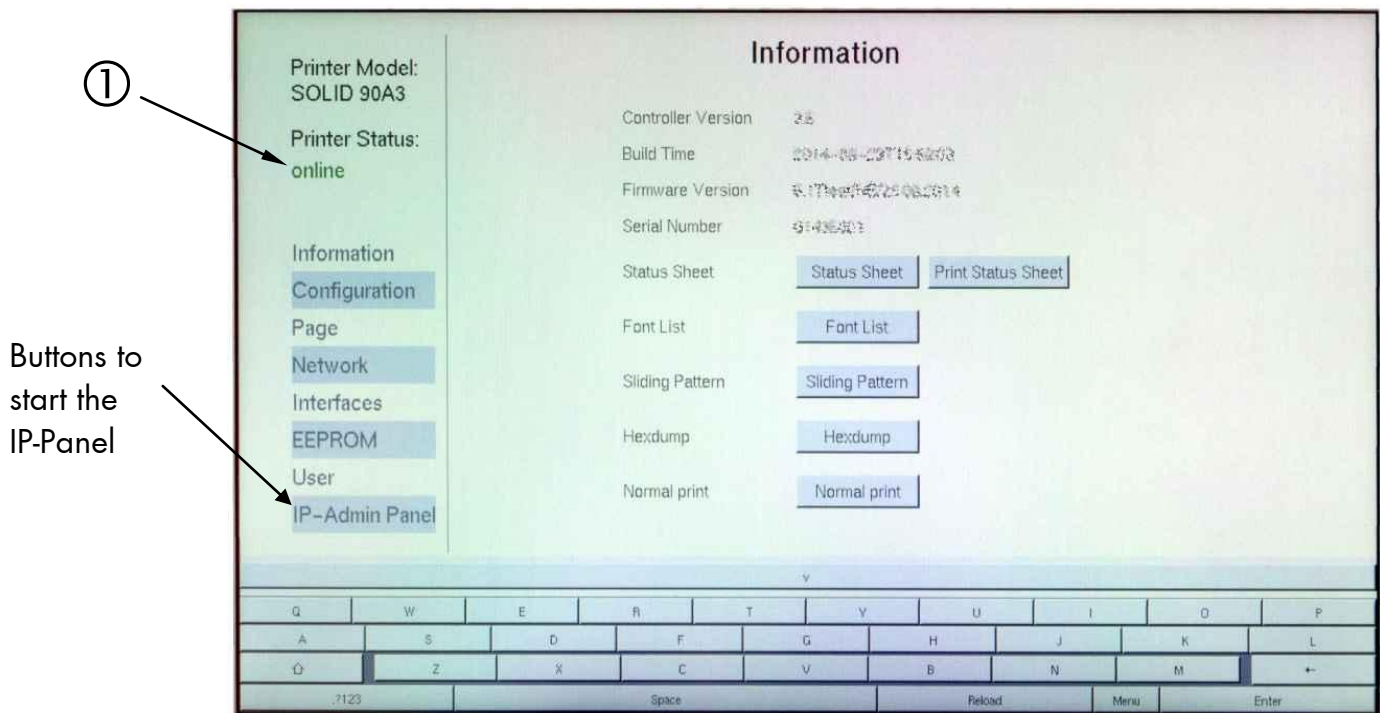 ①
Printer Model:
SOLID 90A3
Printer Status:
online
Information
Configuration
Page
Network
Interfaces
EEPROM
User
IP-Admin Panel
Buttons to
start the
IP-Panel
Information
Controller Version
Build Time
Firmware Version
Serial Number
Status Sheet Status Sheet Print Status Sheet
Font List Font List
Sliding Pattern Sliding Pattern
Hexdump Hexdump
Normal print Normal print
v
Q W E R T Y U I O P
A S D F G H J K L
⇧ Z X C V B N M ←
.?123 Space Reload Menu Enter